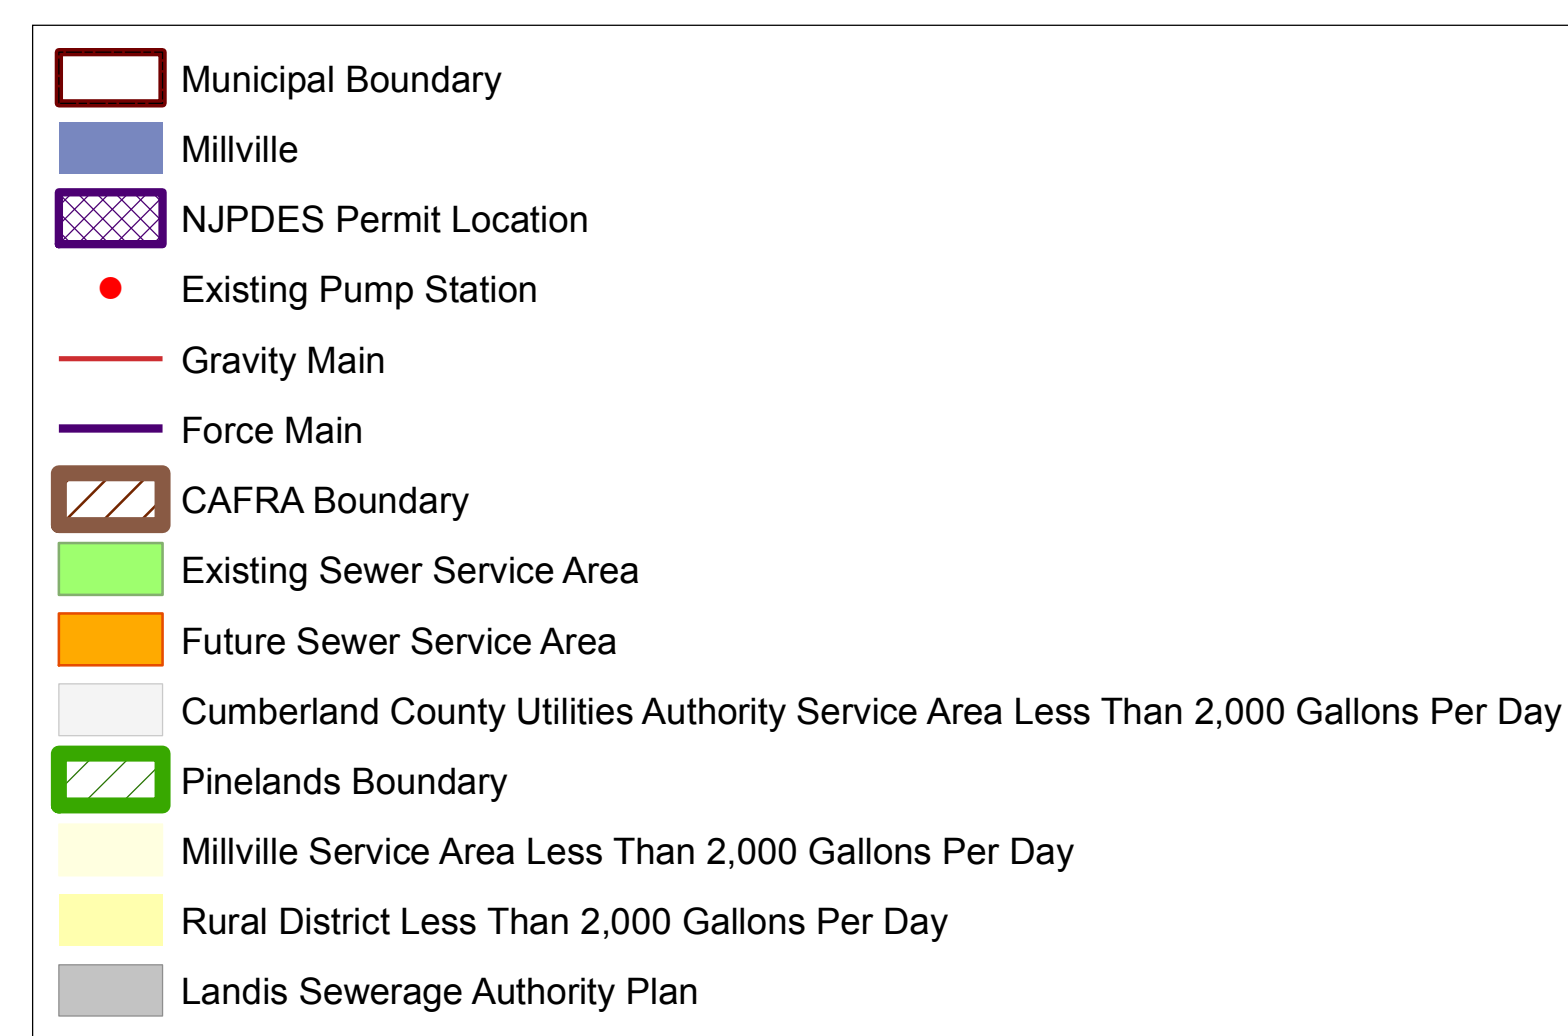 Municipal Boundary
Millville
NJPDES Permit Location
Existing Pump Station
Gravity Main
Force Main
CAFRA Boundary
Existing Sewer Service Area
Future Sewer Service Area
Cumberland County Utilities Authority Service Area Less Than 2,000 Gallons Per Day
Pinelands Boundary
Millville Service Area Less Than 2,000 Gallons Per Day
Rural District Less Than 2,000 Gallons Per Day
Landis Sewerage Authority Plan